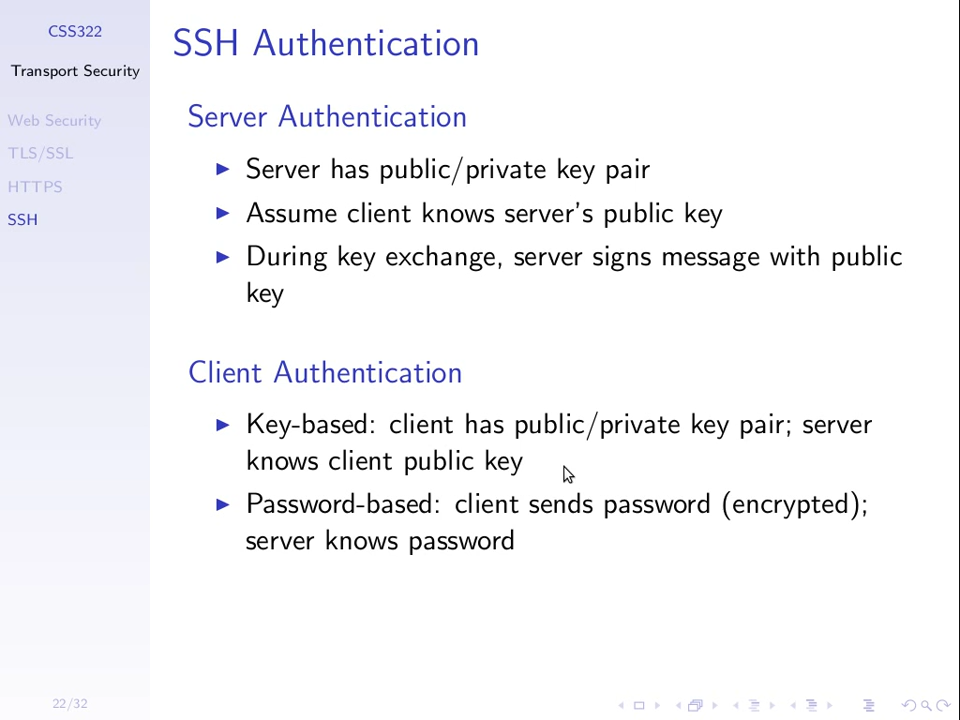 CSS322
Transport Security
Web Security
TLS/SSL
HTTPS
SSH
SSH Authentication
Server Authentication
Server has public/private key pair
Assume client knows server's public key
During key exchange, server signs message with public
key
Client Authentication
Key-based: client has public/private key pair; server
knows client public key
Password-based: client sends password (encrypted);
server knows password
22/32